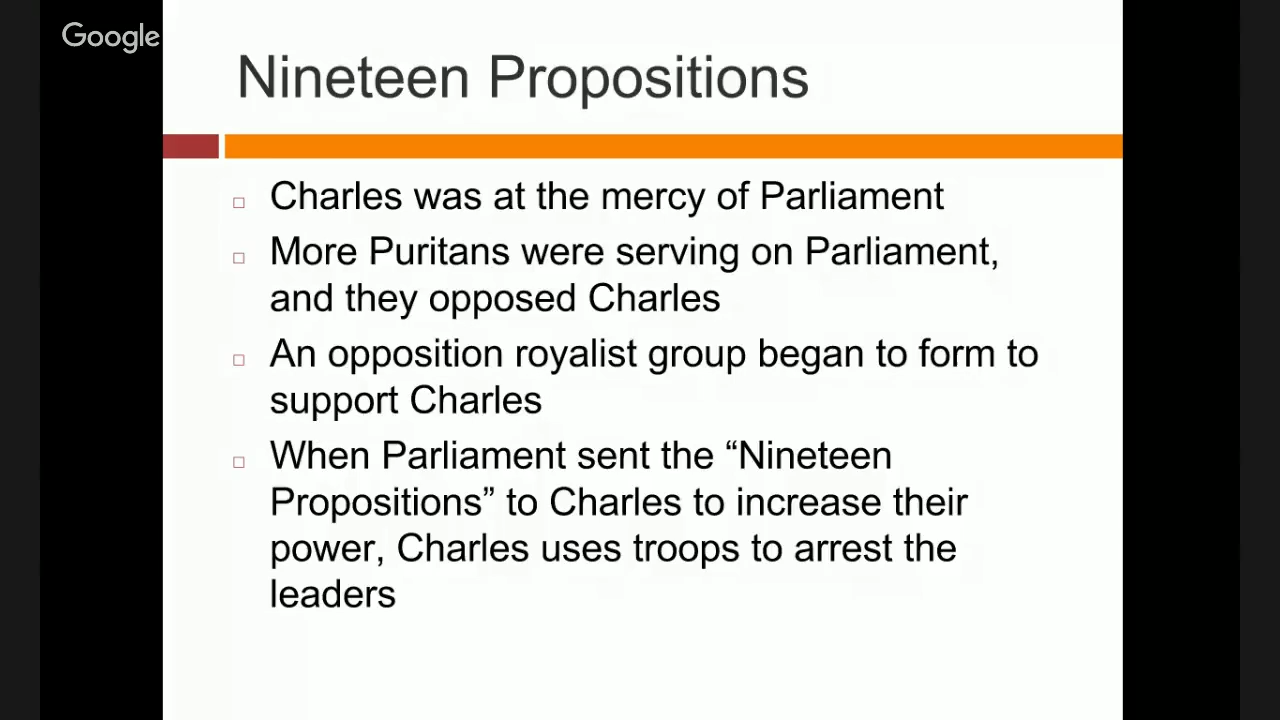 Google
Nineteen Propositions
Charles was at the mercy of Parliament
More Puritans were serving on Parliament,
and they opposed Charles
An opposition royalist group began to form to
support Charles
When Parliament sent the “Nineteen
Propositions” to Charles to increase their
power, Charles uses troops to arrest the
leaders